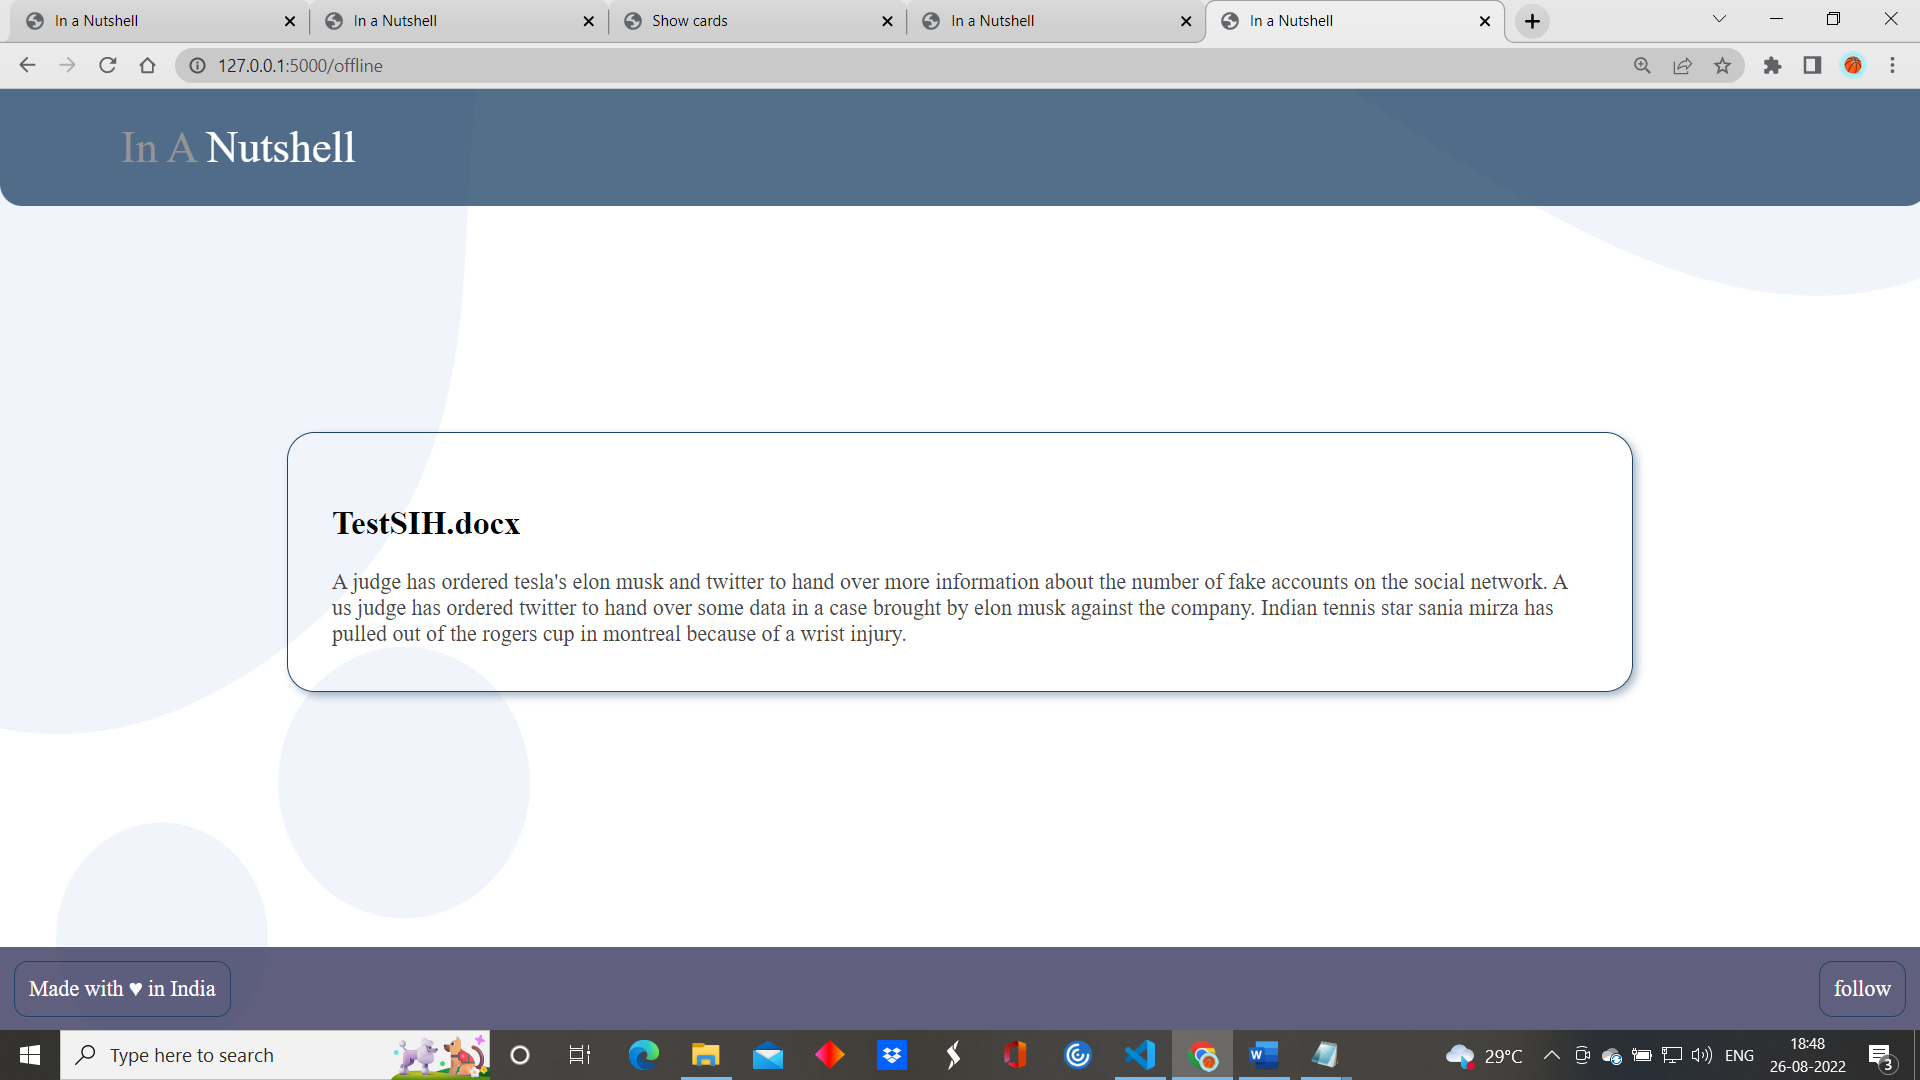 In a Nutshell
In a Nutshell
Show cards
In a Nutshell
In a Nutshell
127.0.0.1:5000/offline
In A Nutshell
TestSIH.docx
A judge has ordered tesla's elon musk and twitter to hand over more information about the number of fake accounts on the social network. A
us judge has ordered twitter to hand over some data in a case brought by elon musk against the company. Indian tennis star sania mirza has
pulled out of the rogers cup in montreal because of a wrist injury.
Made with ♥ in India
follow
Type here to search
W
29°C
ENG
18:48
26-08-2022
3